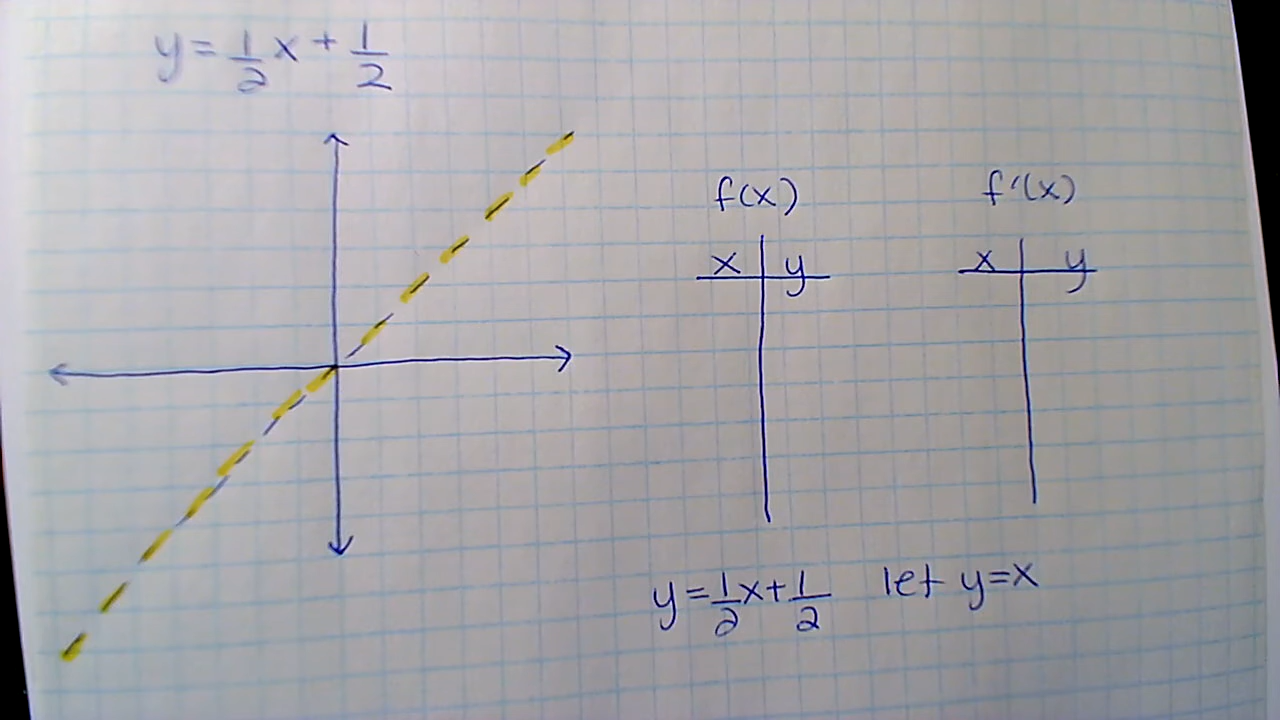 y = 1/2 x + 1/2
f(x) f'(x)
x y x y
y = 1/2 x + 1/2 let y = x